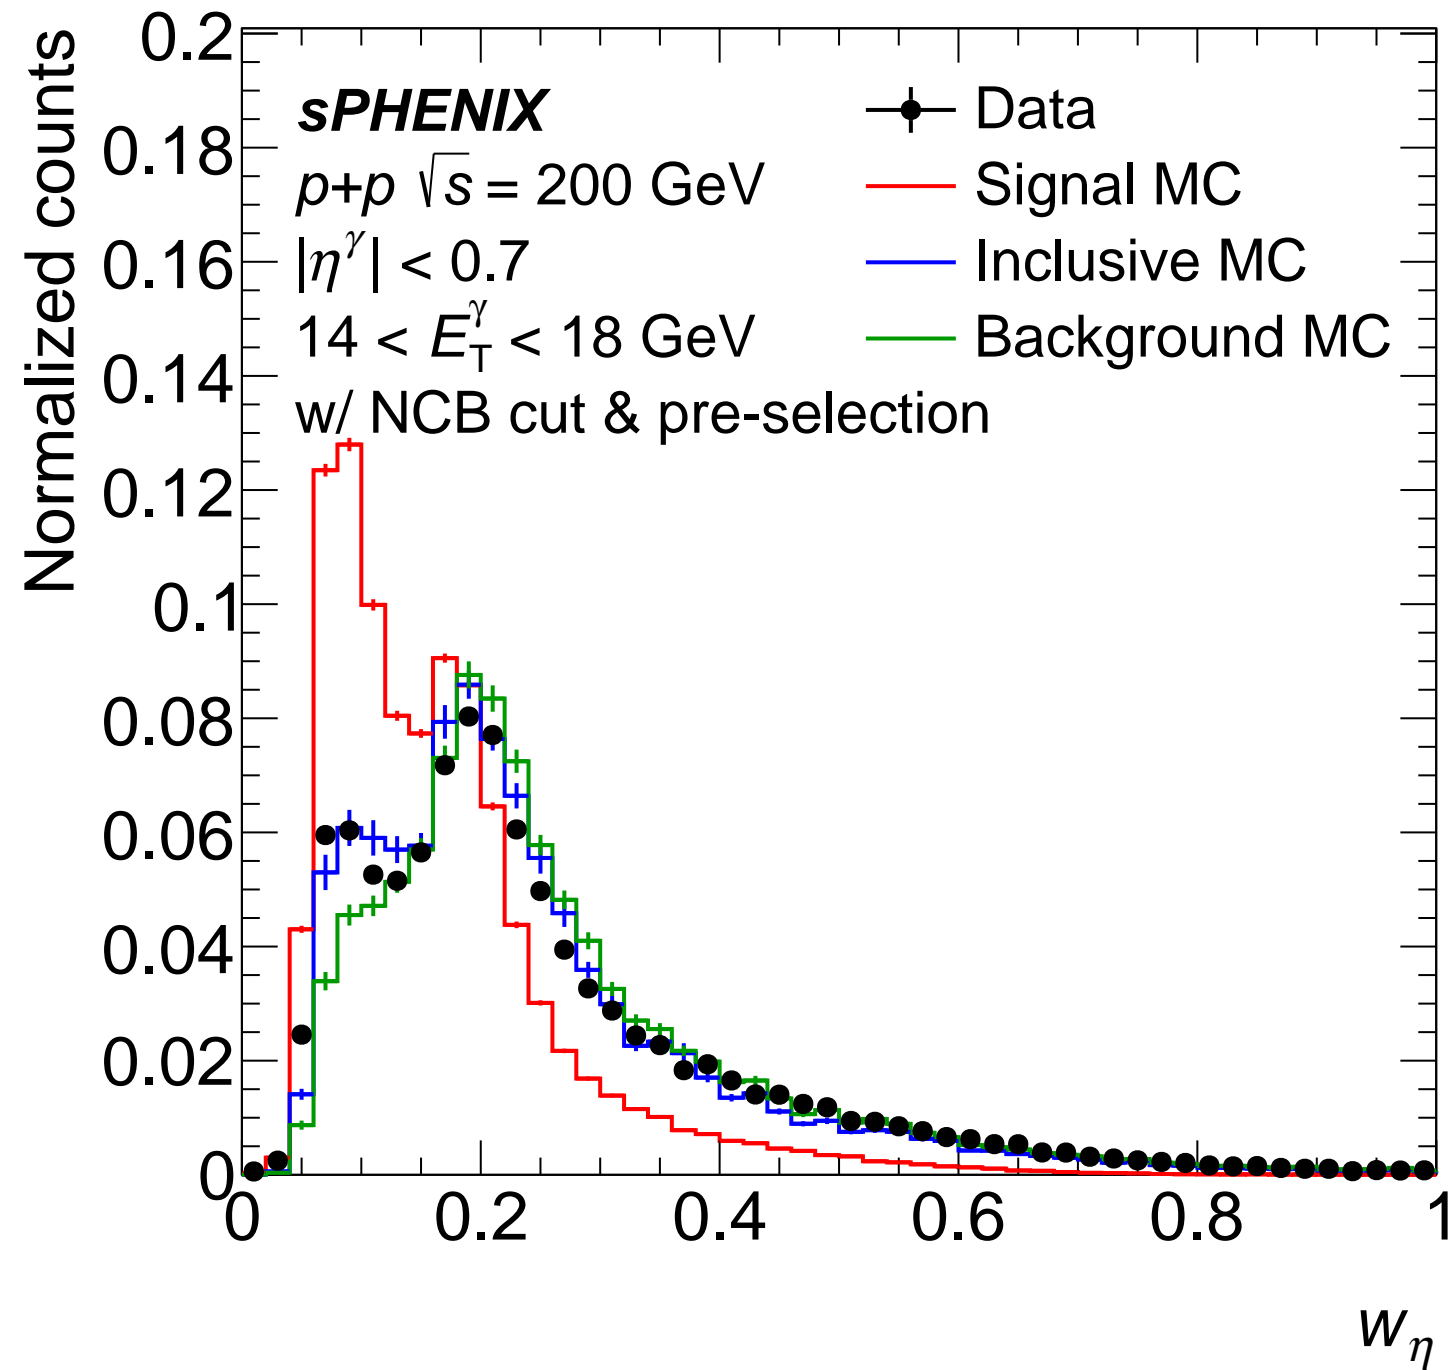 Normalized counts
0.2
0.18
0.16
0.14
0.12
0.1
0.08
0.06
0.04
0.02
0
sPHENIX
p+p √s = 200 GeV
|η^γ| < 0.7
14 < E_T^γ < 18 GeV
w/ NCB cut & pre-selection
Data
Signal MC
Inclusive MC
Background MC
0 0.2 0.4 0.6 0.8 1
w_η